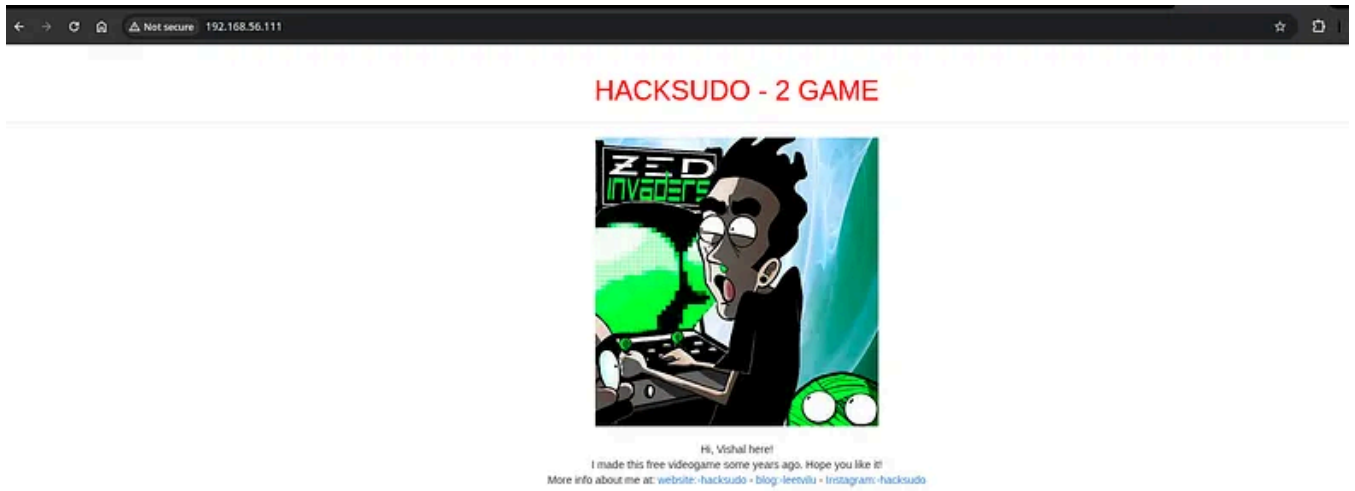 Not secure 192.168.56.111
HACKSUDO - 2 GAME
ZED
invaders
Hi, Vishal here!
I made this free videogame some years ago. Hope you like it!
More info about me at: website:-hacksudo - blog:-leetvilu - Instagram:-hacksudo